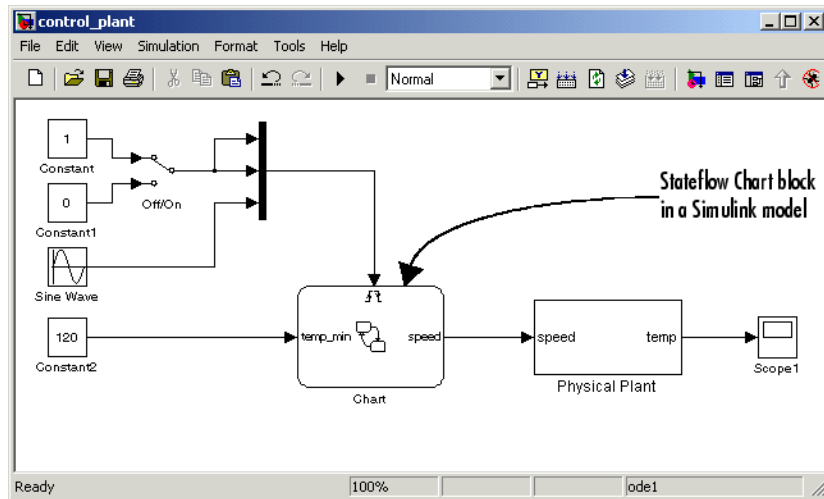 control_plant
File Edit View Simulation Format Tools Help
Normal
1
Constant
0
Constant1
Off/On
Sine Wave
120
Constant2
Stateflow Chart block
in a Simulink model
temp_min
speed
Chart
speed
temp
Physical Plant
Scope1
Ready
100%
ode1